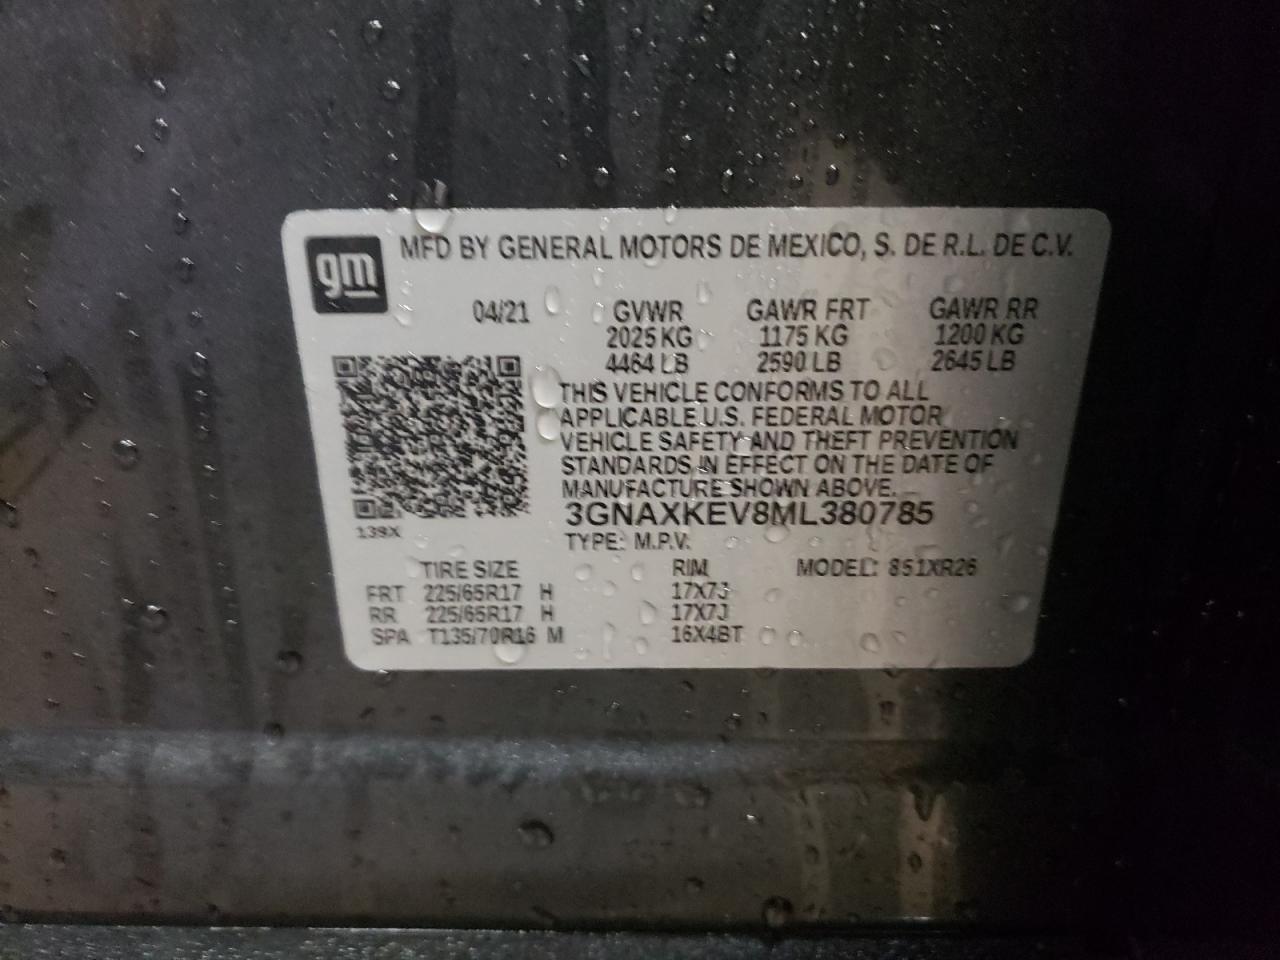 gm MFD BY GENERAL MOTORS DE MEXICO, S. DE R.L. DE C.V.
04/21 GVWR GAWR FRT GAWR RR
2025 KG 1175 KG 1200 KG
4464 LB 2590 LB 2645 LB
THIS VEHICLE CONFORMS TO ALL
APPLICABLE U.S. FEDERAL MOTOR
VEHICLE SAFETY AND THEFT PREVENTION
STANDARDS IN EFFECT ON THE DATE OF
MANUFACTURE SHOWN ABOVE.
3GNAXKEV8ML380785
139X TYPE: M.P.V.
TIRE SIZE RIM MODEL: 851XR26
FRT 225/65R17 H 17X7J
RR 225/65R17 H 17X7J
SPA T135/70R16 M 16X4BT